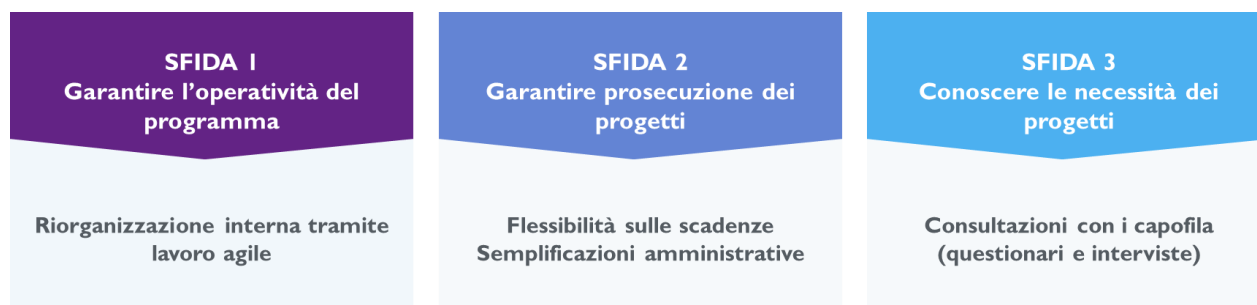 SFIDA 1
Garantire l'operatività del
programma
Riorganizzazione interna tramite
lavoro agile
SFIDA 2
Garantire prosecuzione dei
progetti
Flessibilità sulle scadenze
Semplificazioni amministrative
SFIDA 3
Conoscere le necessità dei
progetti
Consultazioni con i capofila
(questionari e interviste)